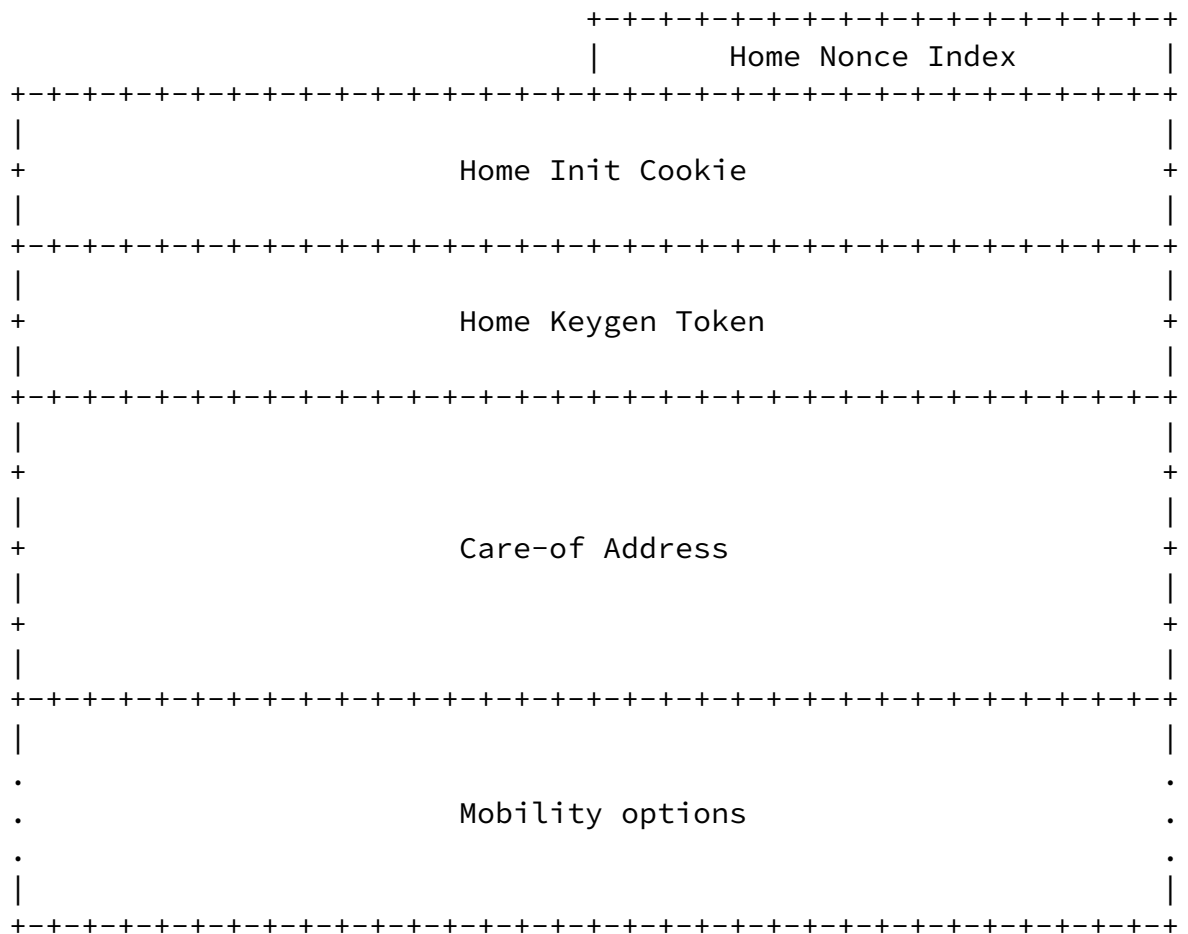 Home Nonce Index
Home Init Cookie
Home Keygen Token
Care-of Address
Mobility options